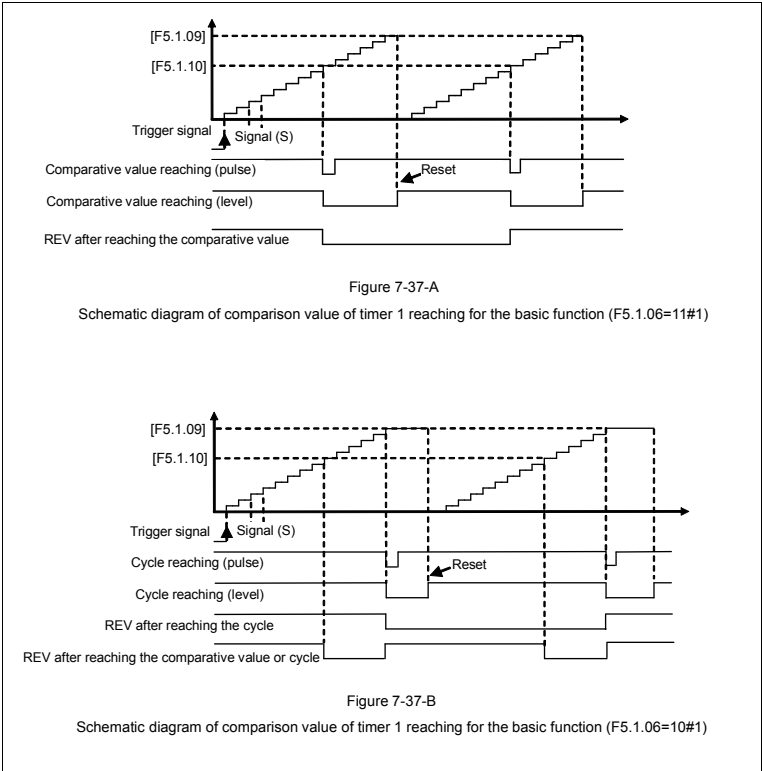 [F5.1.09]
[F5.1.10]
Trigger signal
Signal (S)
Comparative value reaching (pulse)
Reset
Comparative value reaching (level)
REV after reaching the comparative value
Figure 7-37-A
Schematic diagram of comparison value of timer 1 reaching for the basic function (F5.1.06=11#1)
[F5.1.09]
[F5.1.10]
Trigger signal
Signal (S)
Cycle reaching (pulse)
Reset
Cycle reaching (level)
REV after reaching the cycle
REV after reaching the comparative value or cycle
Figure 7-37-B
Schematic diagram of comparison value of timer 1 reaching for the basic function (F5.1.06=10#1)